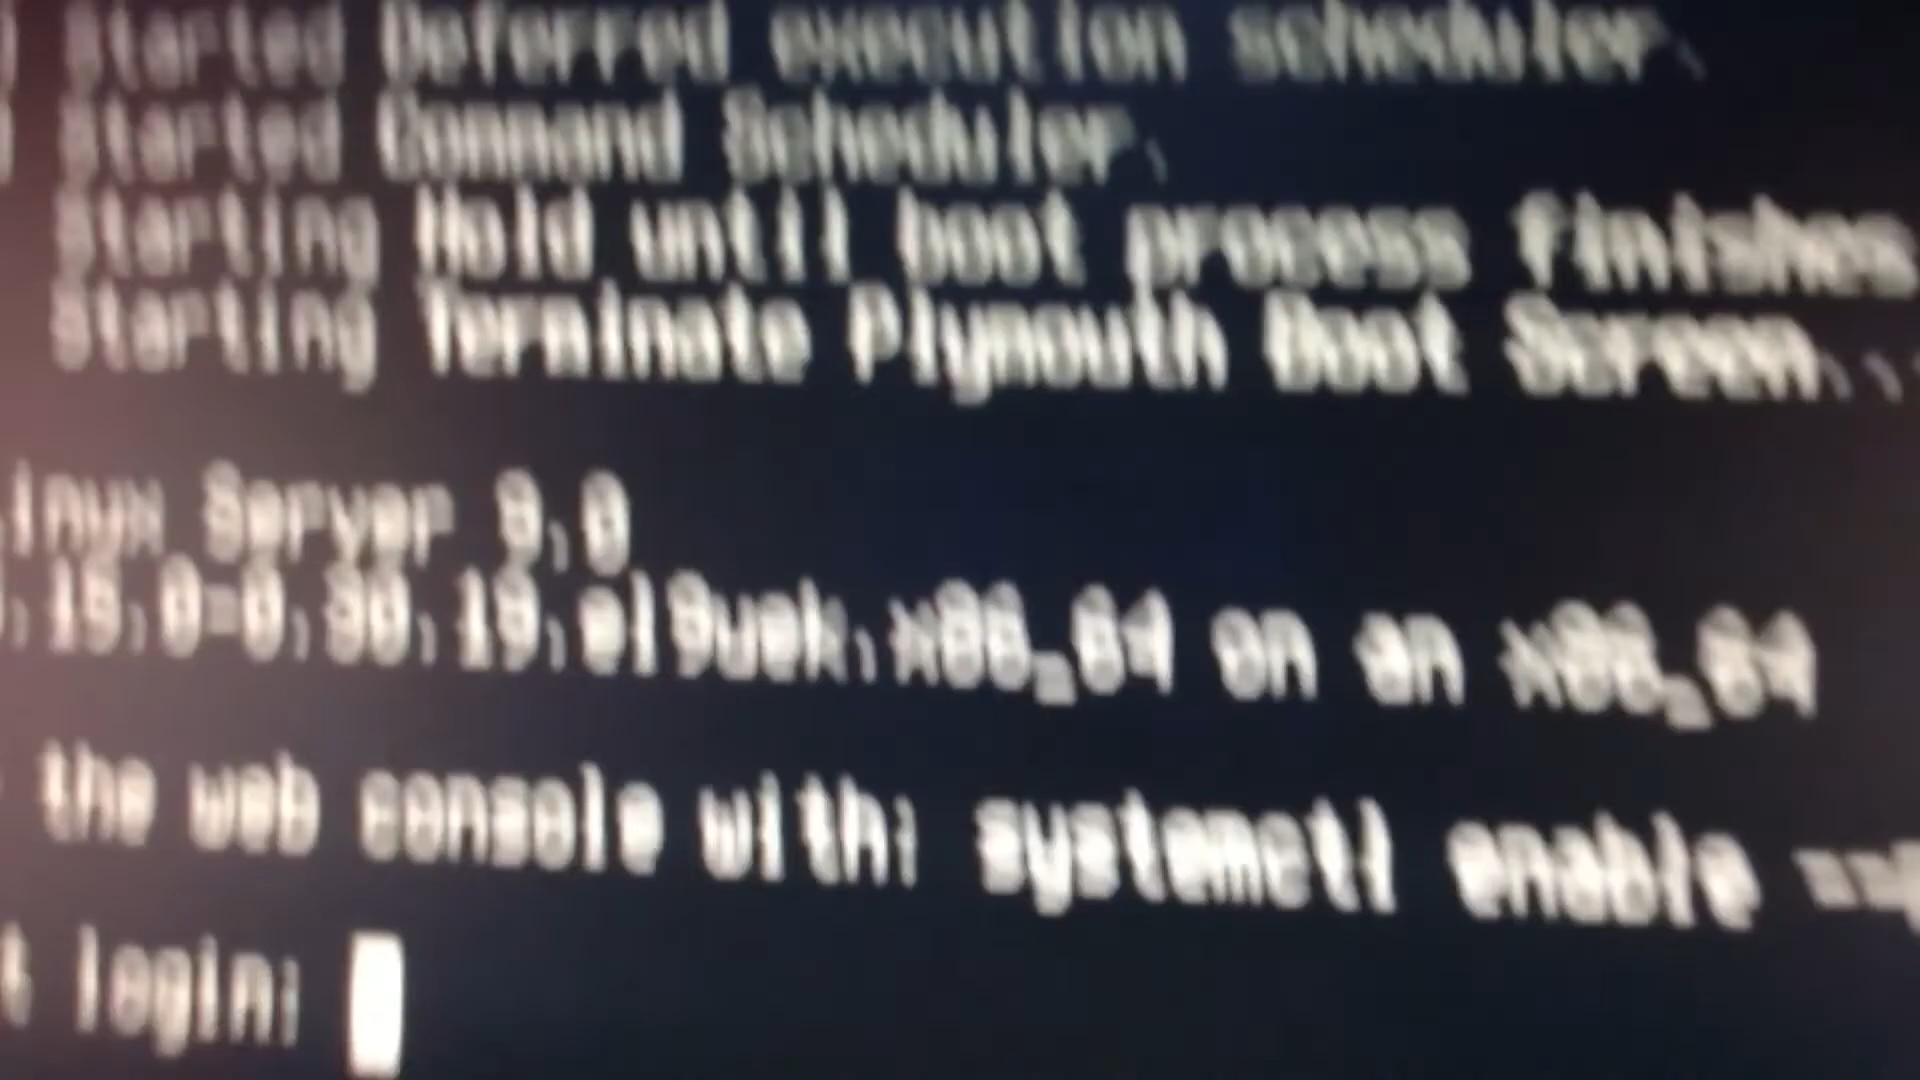 Started Deferred execution scheduler.
Started Command Scheduler.
Starting Hold until boot process finishes
Starting Terminate Plymouth Boot Screen...
inux Server 9.0
.15.0-0.30.19.el9uek.x86_64 on an x86_64
the web console with: systemctl enable --
t login: